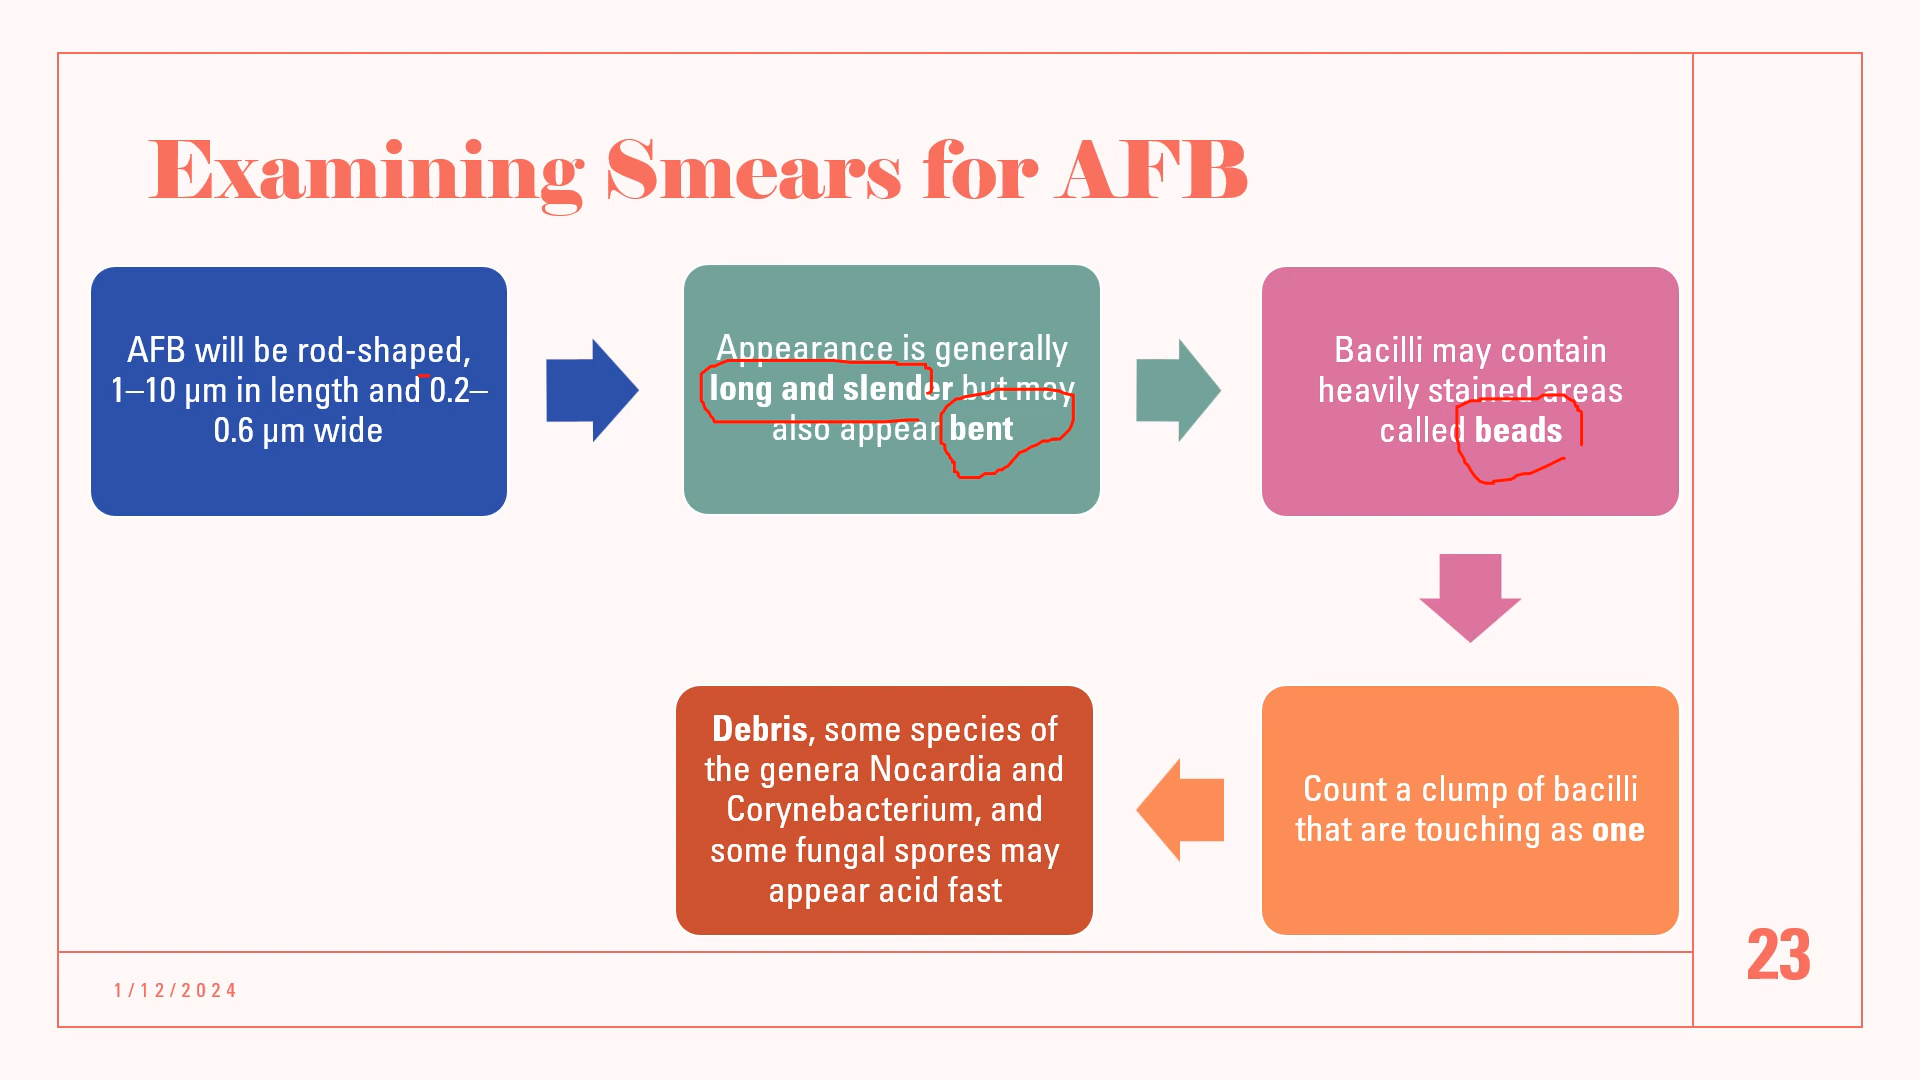 Examining Smears for AFB
AFB will be rod-shaped,
1–10 µm in length and 0.2–
0.6 µm wide
Appearance is generally
long and slender but may
also appear bent
Bacilli may contain
heavily stained areas
called beads
Count a clump of bacilli
that are touching as one
Debris, some species of
the genera Nocardia and
Corynebacterium, and
some fungal spores may
appear acid fast
1/12/2024
23